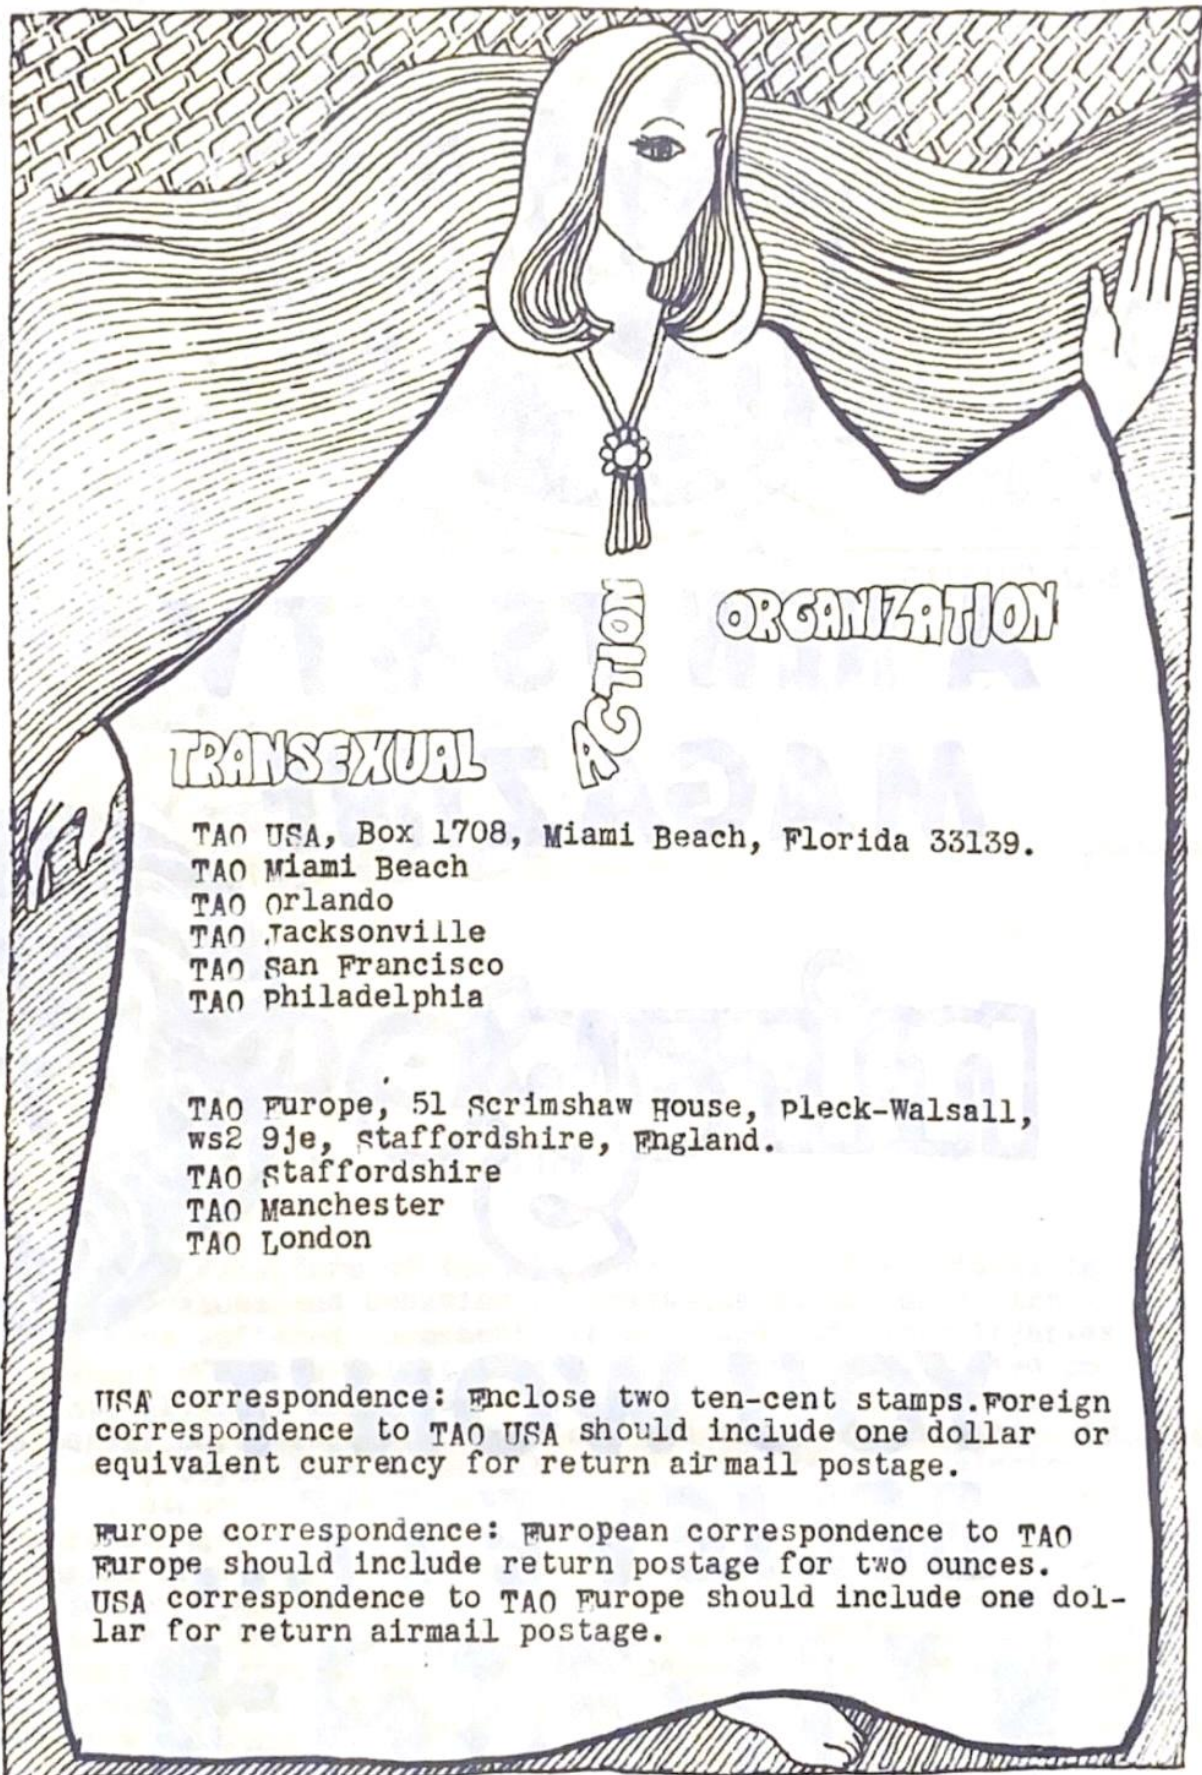 TRANSEXUAL
ACTION
ORGANIZATION
TAO USA, Box 1708, Miami Beach, Florida 33139.
TAO Miami Beach
TAO Orlando
TAO Jacksonville
TAO San Francisco
TAO Philadelphia
TAO Europe, 51 Scrimshaw House, Pleck-Walsall,
ws2 9je, Staffordshire, England.
TAO Staffordshire
TAO Manchester
TAO London
USA correspondence: Enclose two ten-cent stamps.Foreign
correspondence to TAO USA should include one dollar or
equivalent currency for return airmail postage.
Europe correspondence: European correspondence to TAO
Europe should include return postage for two ounces.
USA correspondence to TAO Europe should include one dol-
lar for return airmail postage.